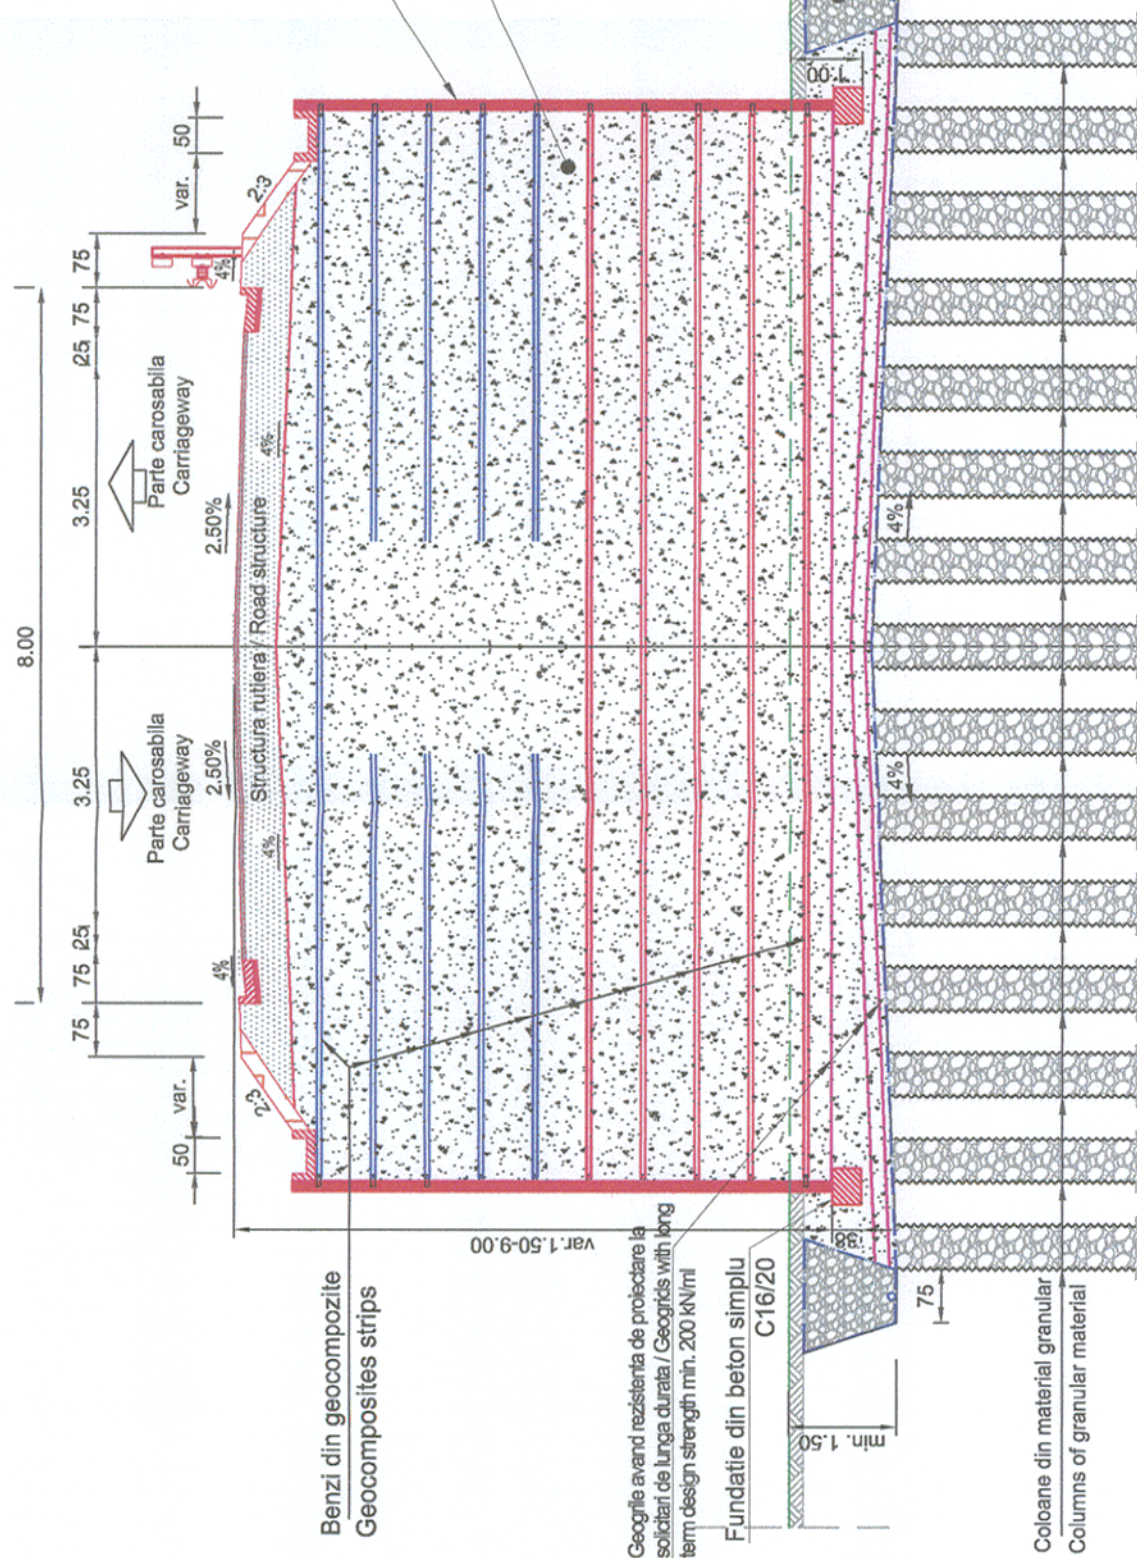 8.00
75
75
25
3.25
3.25
25
75
75
50
var.
var.
50
2:3
2:3
4%
4%
4%
4%
2.50%
2.50%
Parte carosabila
Carriageway
Parte carosabila
Carriageway
Structura rutiera / Road structure
var.1.50-9.00
Benzi din geocompozite
Geocomposites strips
Geogrile avand rezistenta de proiectare la
solicitari de lunga durata / Geogrids with long
term design strength min. 200 kN/ml
Fundatie din beton simplu
C16/20
38
1.00
min. 1.50
75
4%
4%
Coloane din material granular
Columns of granular material